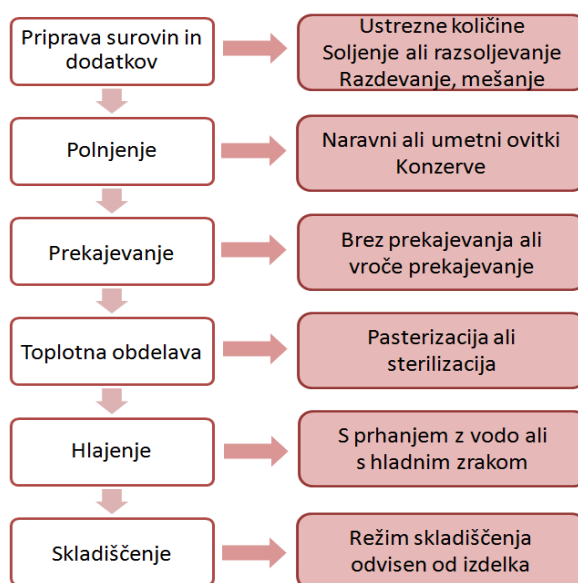 Priprava surovin in
dodatkov
Ustrezne količine
Soljenje ali razsoljevanje
Razdevanje, mešanje
Polnjenje
Naravni ali umetni ovitki
Konzerve
Prekajevanje
Brez prekajevanja ali
vroče prekajevanje
Toplotna obdelava
Pasterizacija ali
sterilizacija
Hlajenje
S prhanjem z vodo ali
s hladnim zrakom
Skladiščenje
Režim skladiščenja
odvisen od izdelka